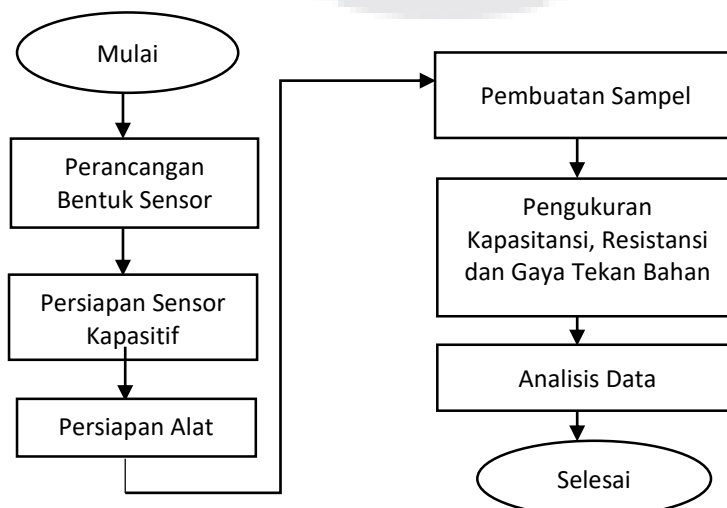 Mulai
Perancangan
Bentuk Sensor
Persiapan Sensor
Kapasitif
Persiapan Alat
Pembuatan Sampel
Pengukuran
Kapasitansi, Resistansi
dan Gaya Tekan Bahan
Analisis Data
Selesai